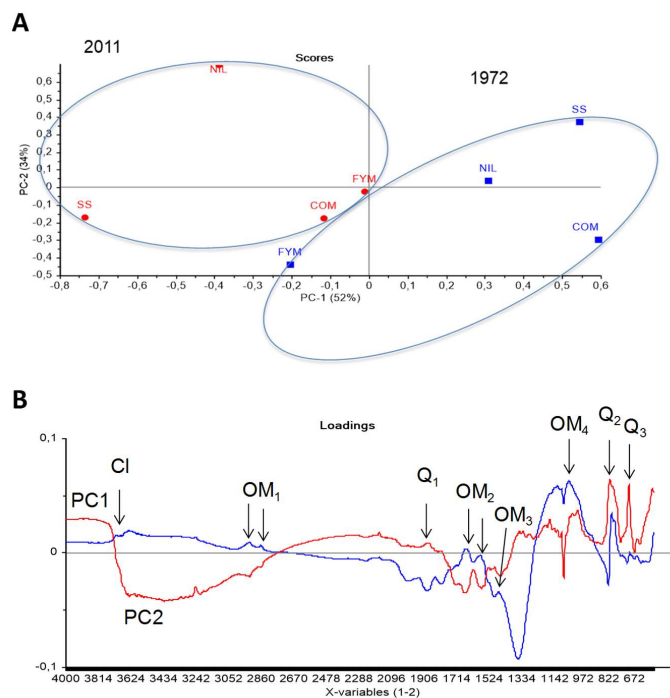 A
2011
Scores
1972
NIL
SS
FYM
NIL
SS
COM
COM
FYM
PC-2 (34%)
0,6
0,5
0,4
0,3
0,2
0,1
0
-0,1
-0,2
-0,3
-0,4
-0,5
-0,8 -0,7 -0,6 -0,5 -0,4 -0,3 -0,2 -0,1 0 0,1 0,2 0,3 0,4 0,5 0,6
PC-1 (52%)
B
Loadings
0,1
0
-0,1
PC1
PC2
Cl
OM1
Q1
OM2
OM3
OM4
Q2
Q3
4000 3814 3624 3434 3242 3052 2860 2670 2478 2288 2096 1906 1714 1524 1334 1142 972 822 672
X-variables (1-2)